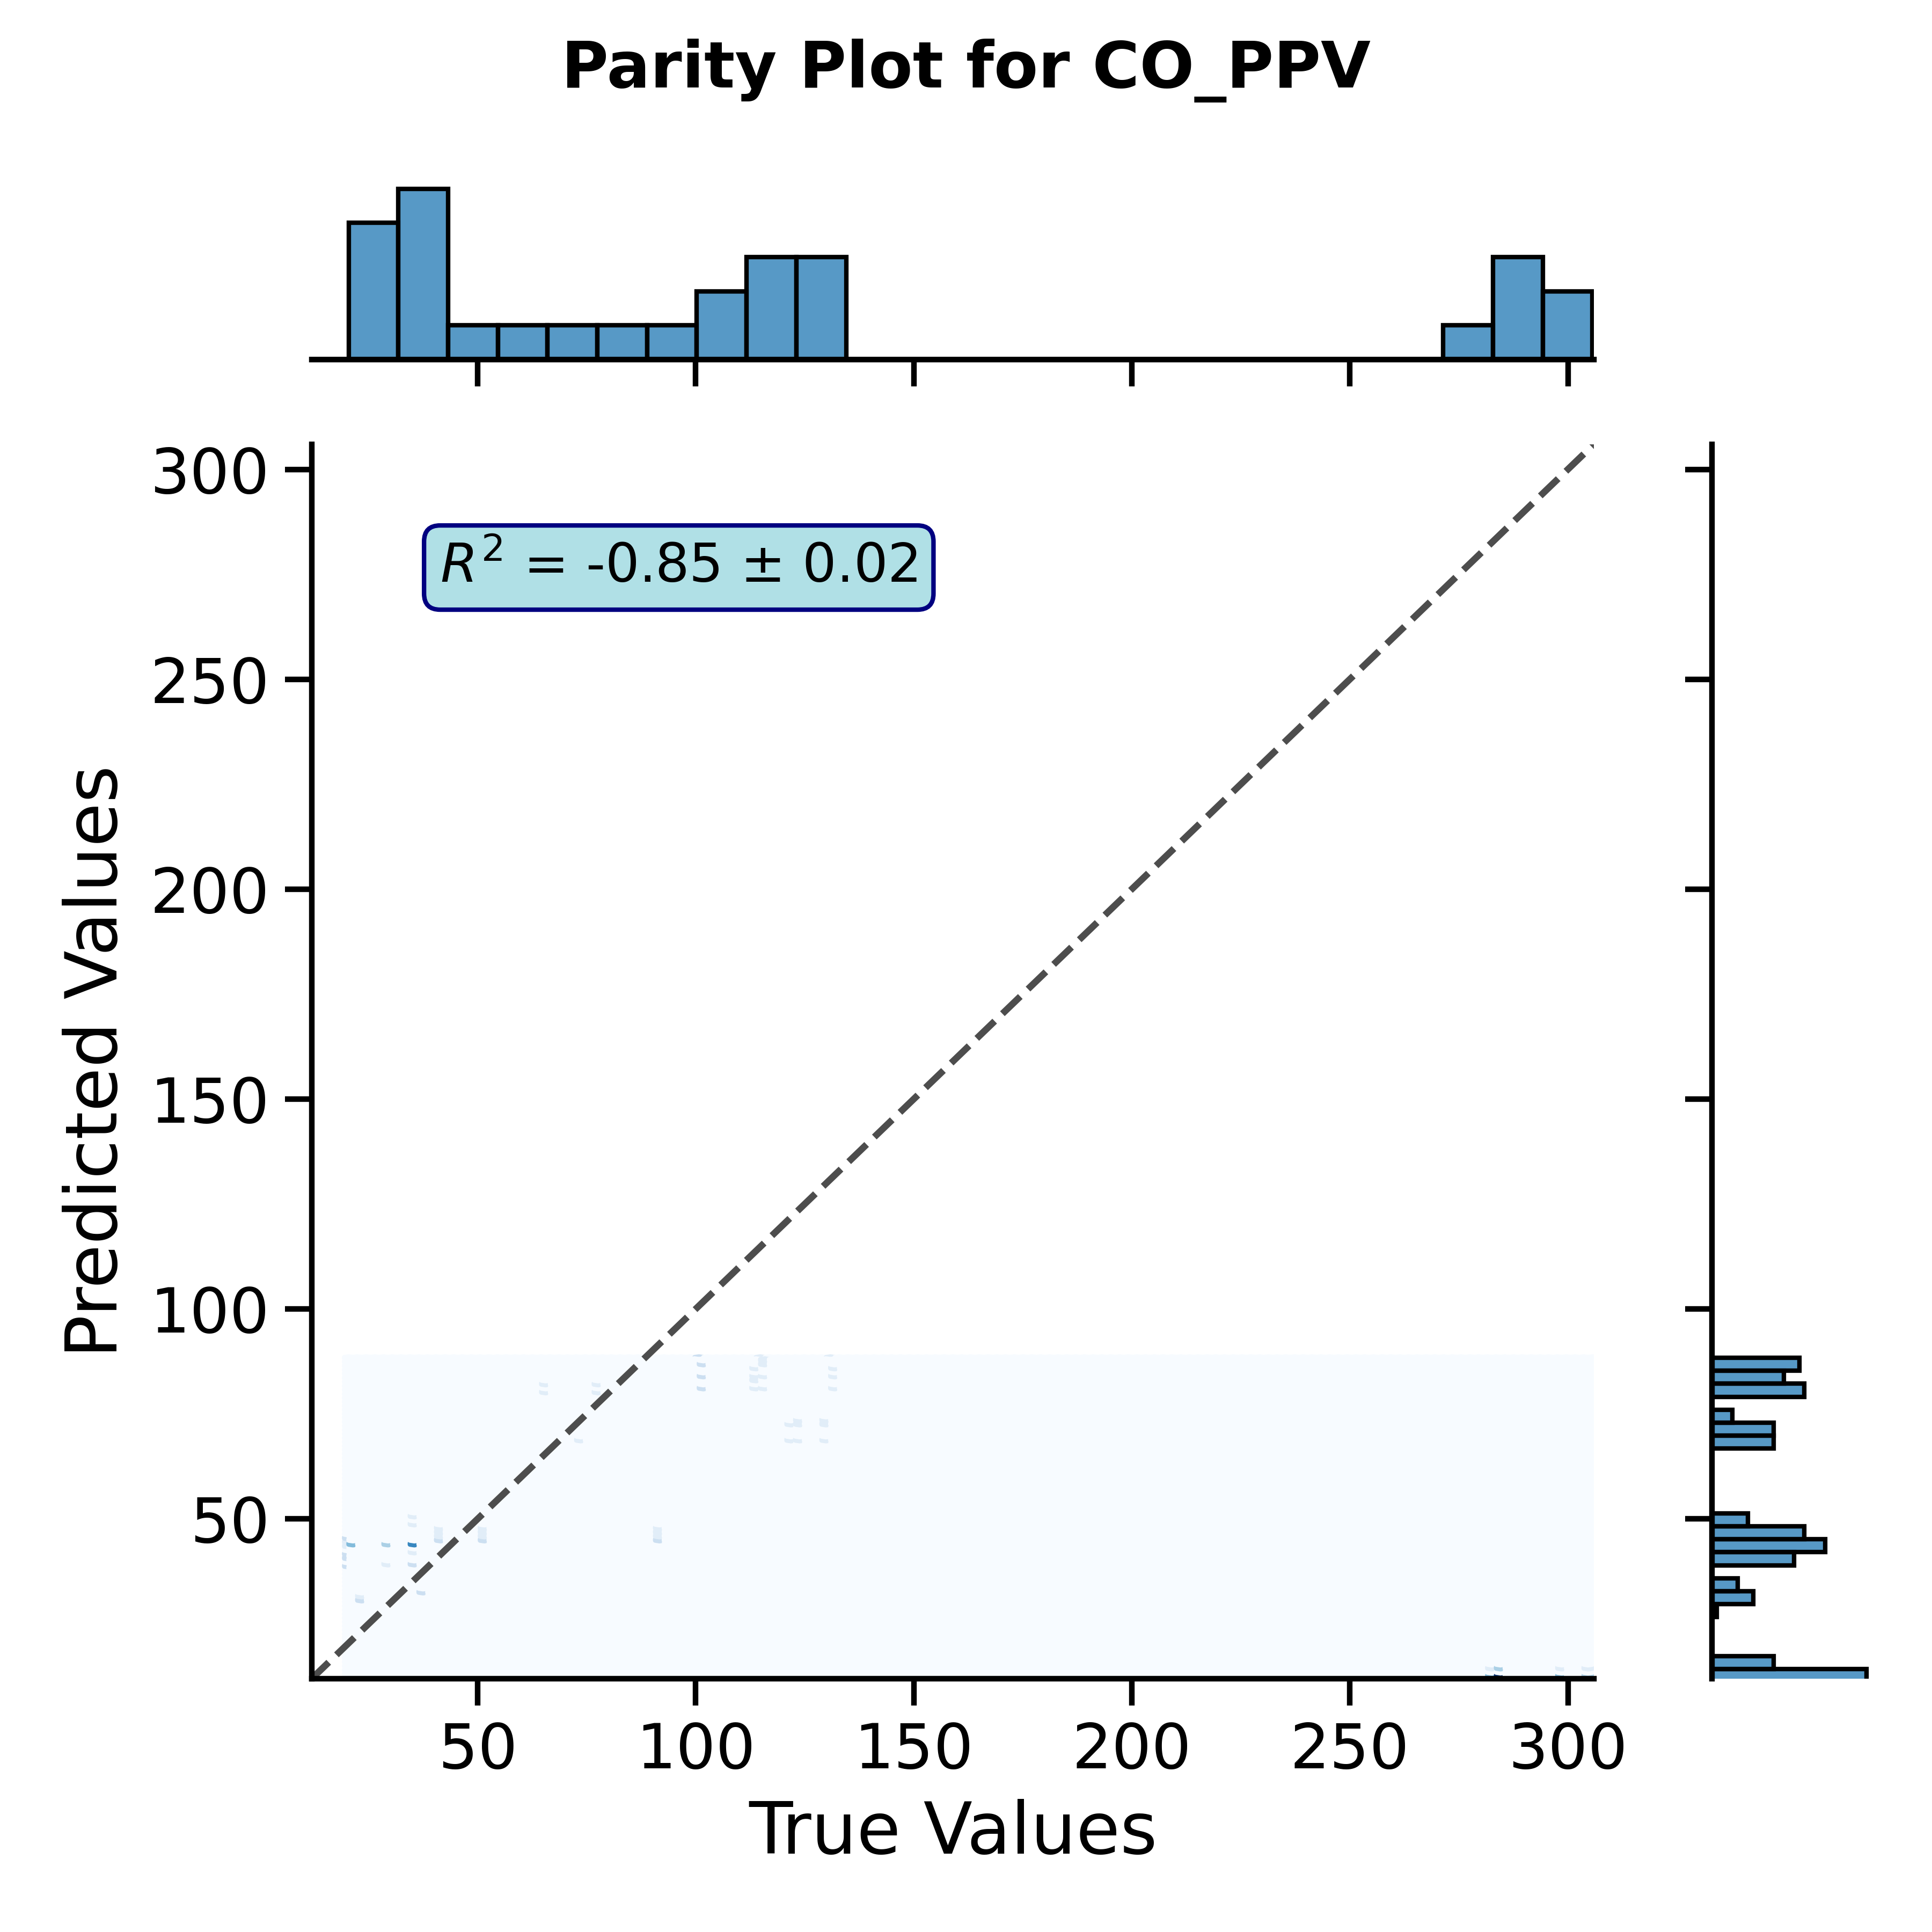 Parity Plot for CO_PPV
300
R² = -0.85 ± 0.02
250
200
150
100
50
Predicted Values
50 100 150 200 250 300
True Values